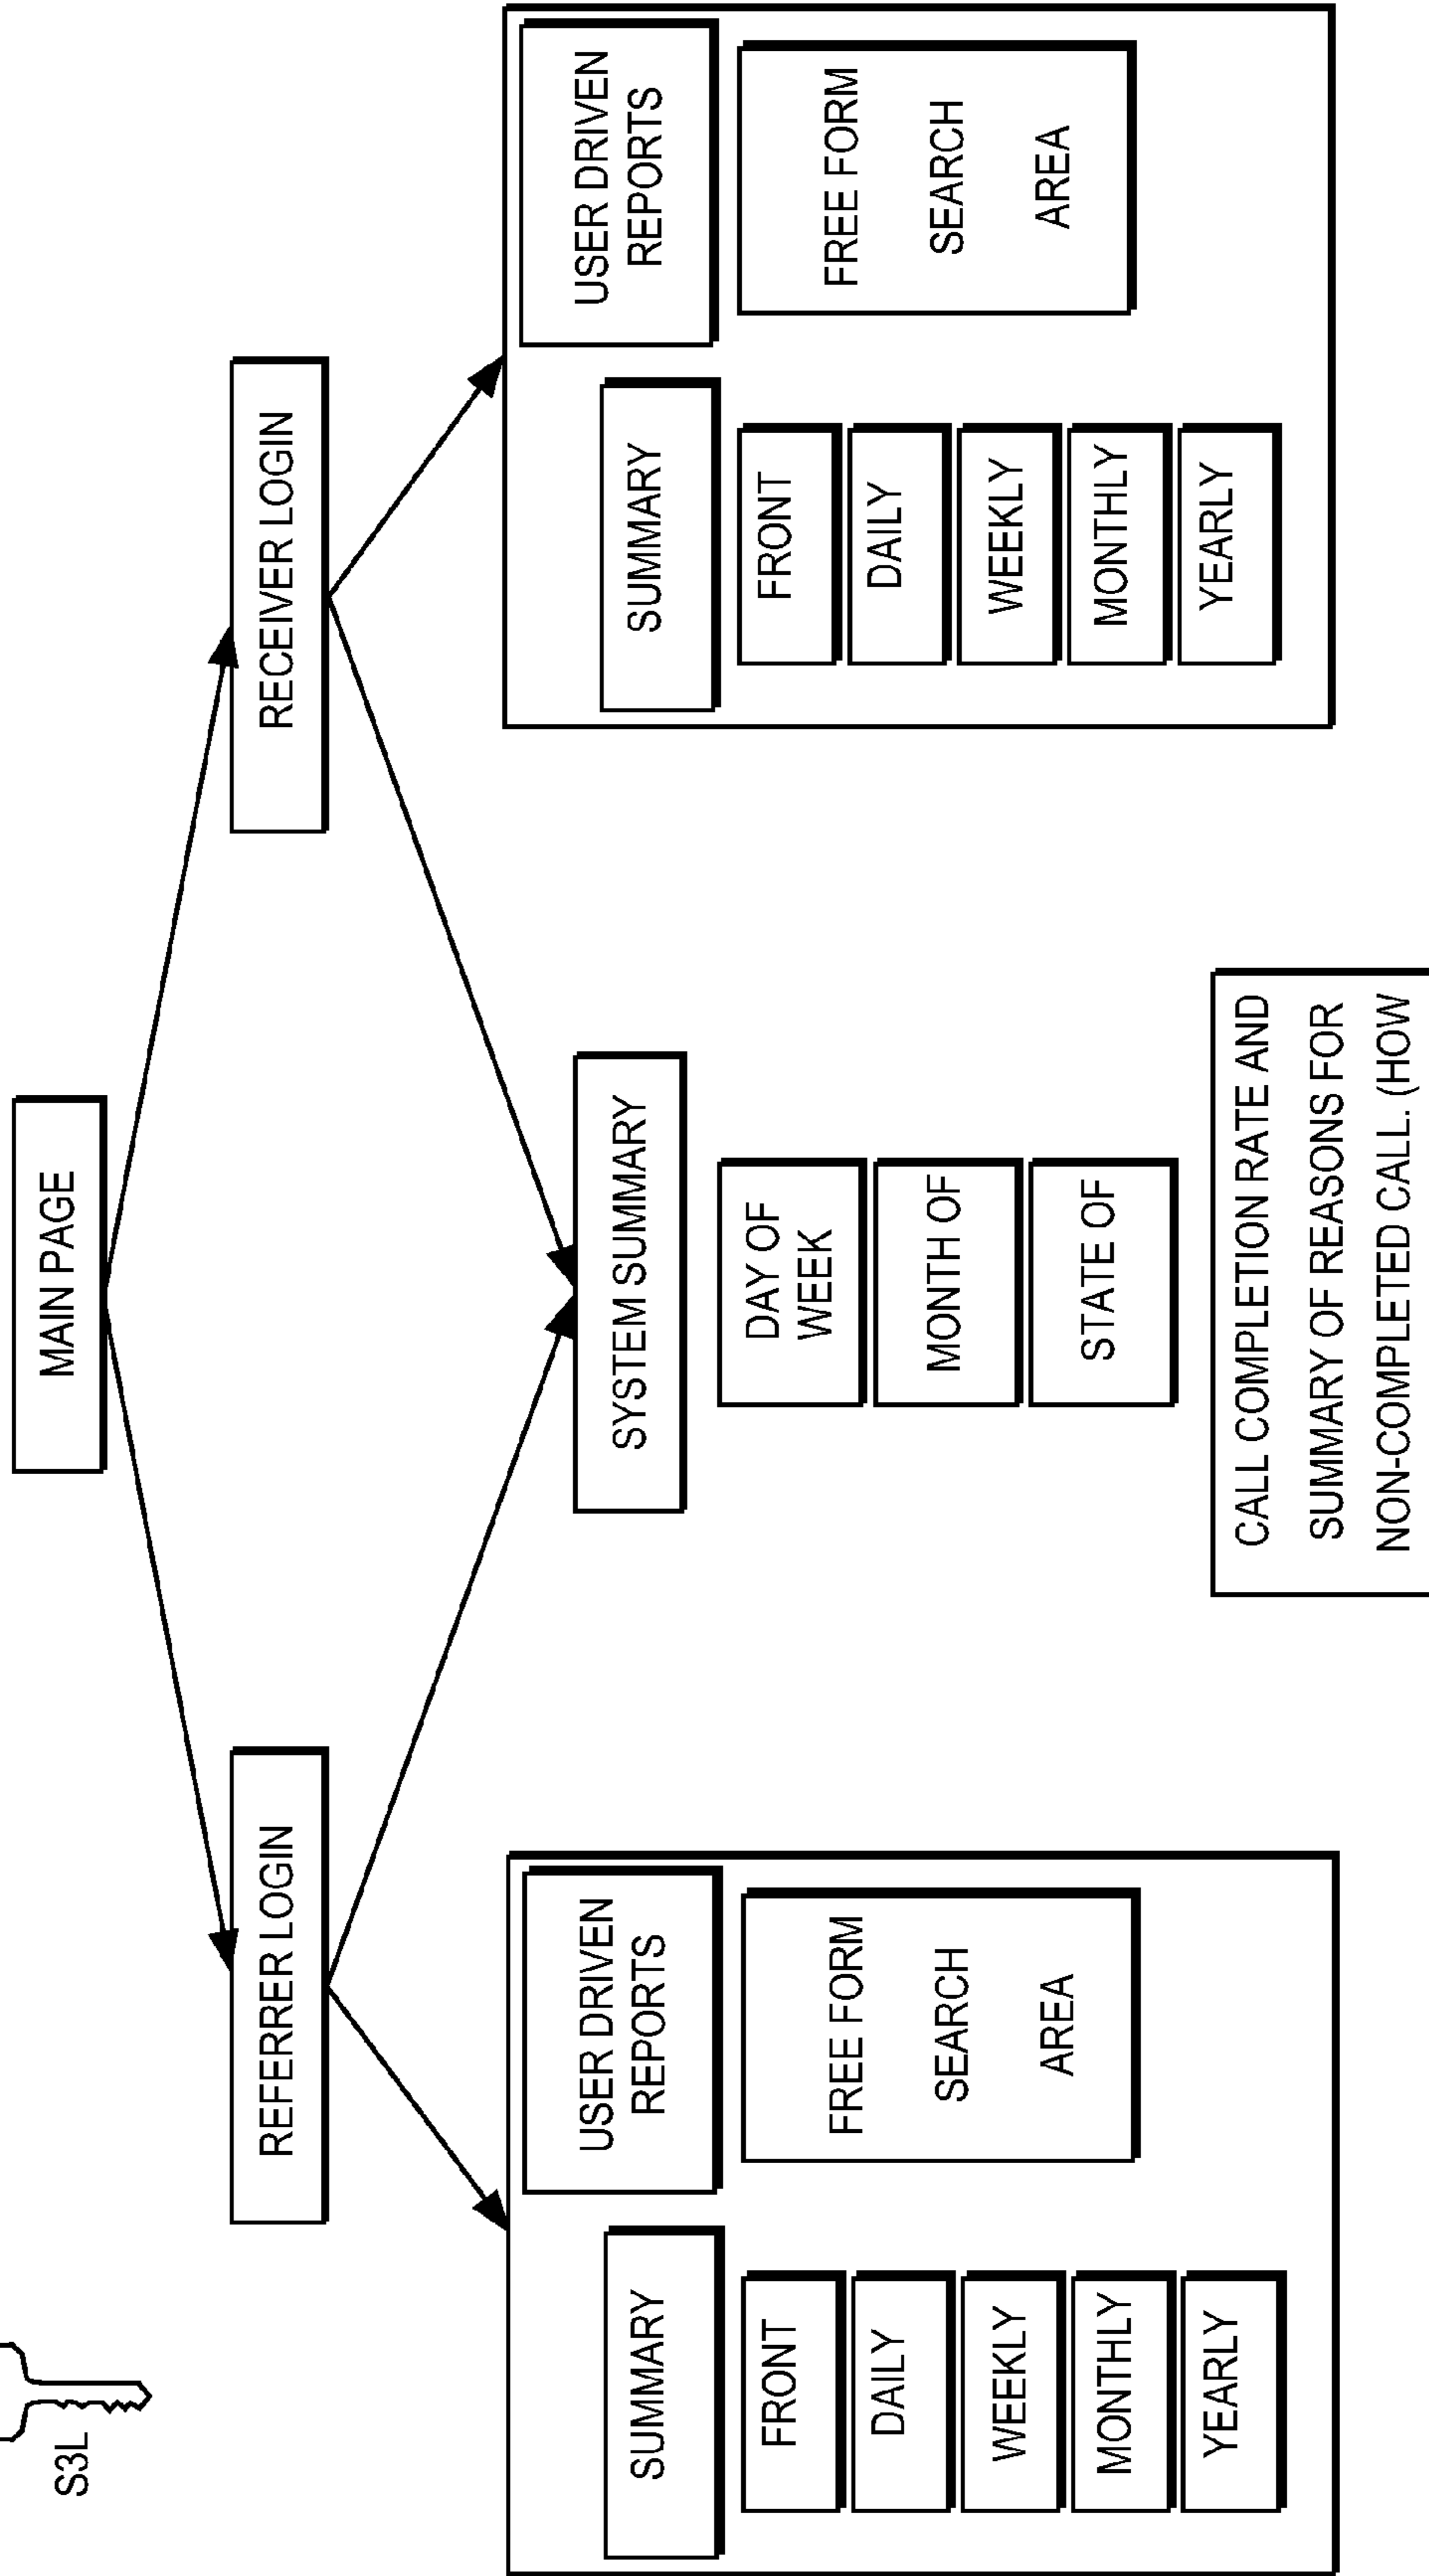 S3L
MAIN PAGE
REFERRER LOGIN
RECEIVER LOGIN
SUMMARY
FRONT
DAILY
WEEKLY
MONTHLY
YEARLY
USER DRIVEN
REPORTS
FREE FORM
SEARCH
AREA
SYSTEM SUMMARY
DAY OF
WEEK
MONTH OF
STATE OF
CALL COMPLETION RATE AND
SUMMARY OF REASONS FOR
NON-COMPLETED CALL. (HOW
SUMMARY
FRONT
DAILY
WEEKLY
MONTHLY
YEARLY
USER DRIVEN
REPORTS
FREE FORM
SEARCH
AREA